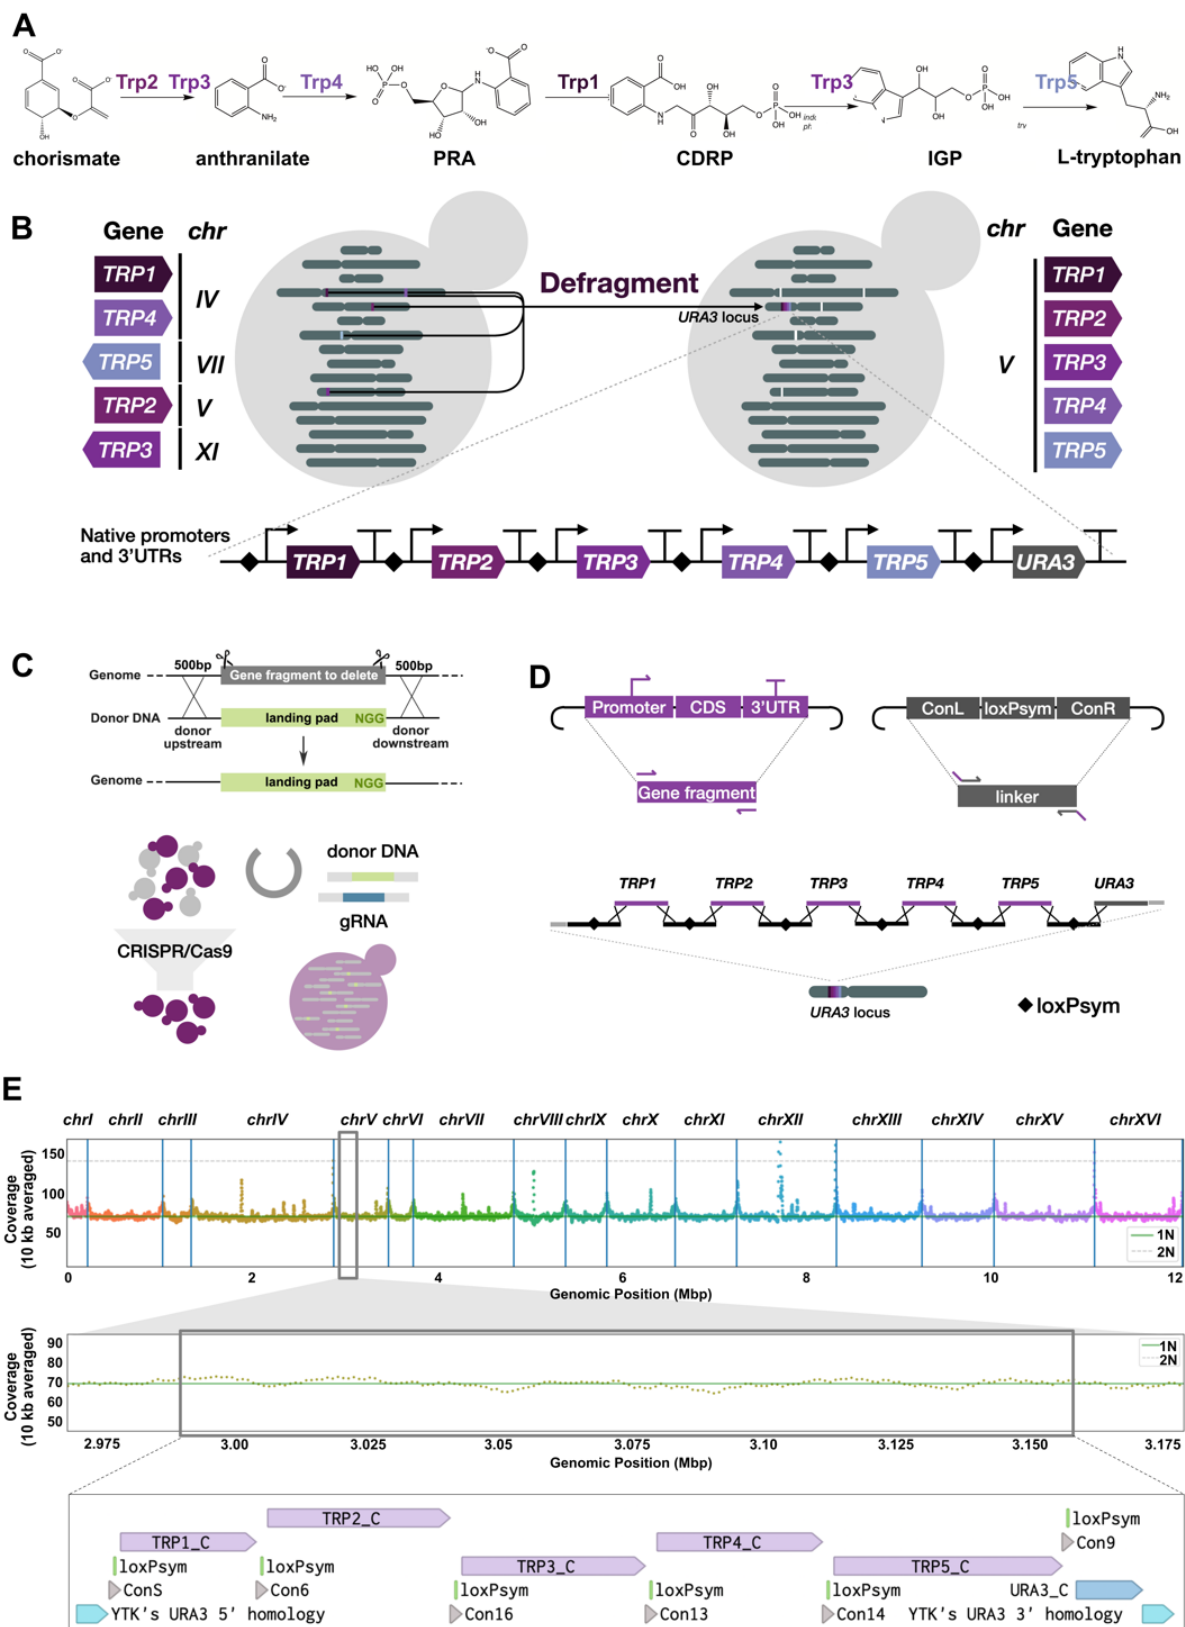 A
Trp2 Trp3 Trp4 Trp1 Trp3 Trp5
chorismate anthranilate PRA CDRP IGP L-tryptophan
B
Gene chr
TRP1
TRP4
IV
TRP5 VII
TRP2 V
TRP3 XI
Defragment
URA3 locus
chr Gene
TRP1
TRP2
V TRP3
TRP4
TRP5
Native promoters
and 3'UTRs
TRP1 TRP2 TRP3 TRP4 TRP5 URA3
C
500bp 500bp
Genome Gene fragment to delete
Donor DNA landing pad NGG
donor upstream donor downstream
Genome landing pad NGG
donor DNA
gRNA
CRISPR/Cas9
D
Promoter CDS 3'UTR
ConL loxPsym ConR
Gene fragment
linker
TRP1 TRP2 TRP3 TRP4 TRP5 URA3
URA3 locus
loxPsym
E
chrI chrII chrIII chrIV chrV chrVI chrVII chrVIII chrIX chrX chrXI chrXII chrXIII chrXIV chrXV chrXVI
Coverage
(10 kb averaged)
150
100
50
1N
2N
0 2 4 6 8 10 12
Genomic Position (Mbp)
Coverage
(10 kb averaged)
90
80
70
60
50
1N
2N
2.975 3.00 3.025 3.05 3.075 3.10 3.125 3.150 3.175
Genomic Position (Mbp)
TRP2_C
loxPsym
TRP1_C TRP4_C Con9
loxPsym loxPsym TRP3_C TRP5_C
ConS Con6 loxPsym loxPsym loxPsym URA3_C
YTK's URA3 5' homology Con16 Con13 Con14 YTK's URA3 3' homology